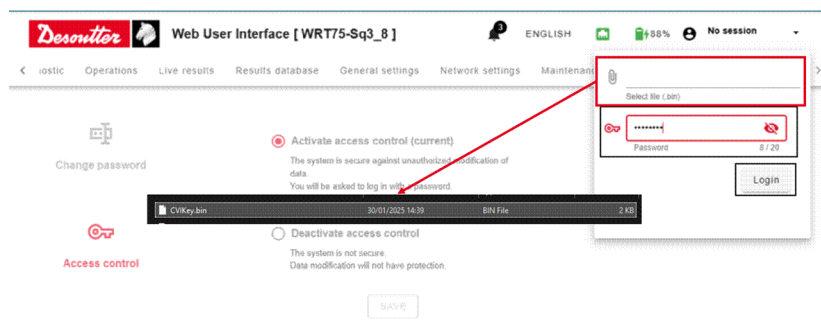 Desoutter Web User Interface [ WRT75-Sq3_8 ] 3 ENGLISH 88% No session
Operations Live results Results database General settings Network settings
Select file (.bin)
Change password
Activate access control (current)
The system is secure against unauthorized modification of
data.
You will be asked to log in with a password.
••••••••
Password 8 / 20
Login
CVIKey.bin 30/01/2025 14:39 BIN File 2 KB
Access control
Deactivate access control
The system is not secure.
Data modification will not have protection.
SAVE